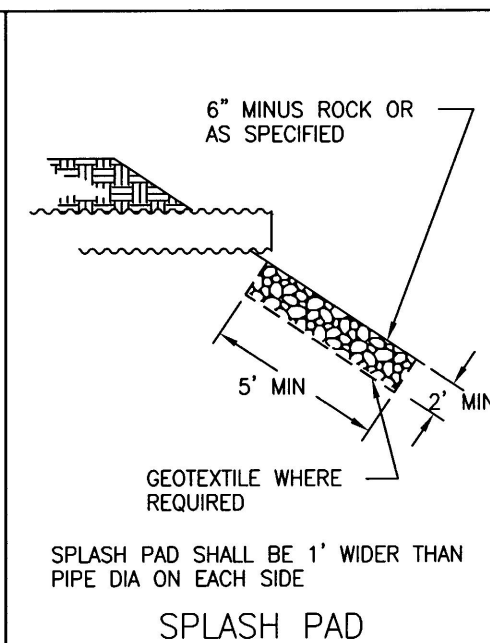 6" MINUS ROCK OR
AS SPECIFIED
5' MIN
2' MIN
GEOTEXTILE WHERE
REQUIRED
SPLASH PAD SHALL BE 1' WIDER THAN
PIPE DIA ON EACH SIDE
SPLASH PAD